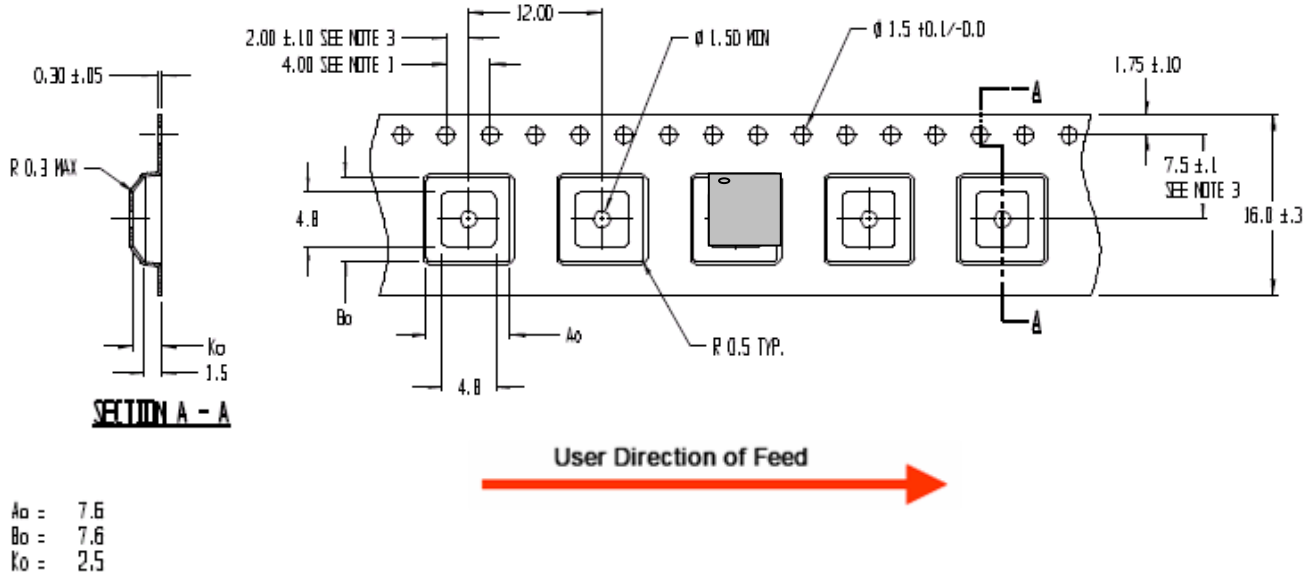 12.00
2.00 ±.10 SEE NOTE 3
4.00 SEE NOTE 1
Ø 1.50 MIN
Ø 1.5 +0.1/-0.0
0.30 ±.05
1.75 ±.10
A
R 0.3 MAX
7.5 ±.1
SEE NOTE 3
4.8
16.0 ±.3
Bo
Ao
A
R 0.5 TYP.
Ko
1.5
4.8
SECTION A - A
User Direction of Feed
Ao = 7.6
Bo = 7.6
Ko = 2.5